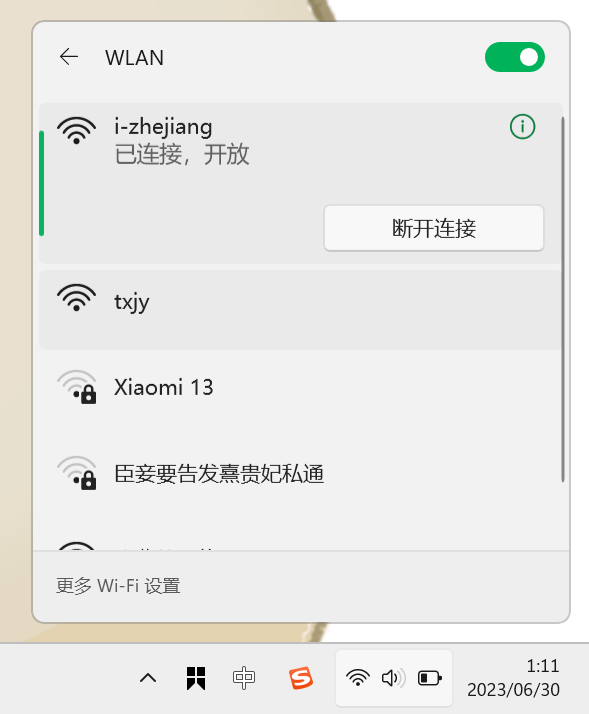 WLAN
i-zhejiang
已连接，开放
断开连接
txjy
Xiaomi 13
臣妾要告发熹贵妃私通
更多 Wi-Fi 设置
中
1:11
2023/06/30